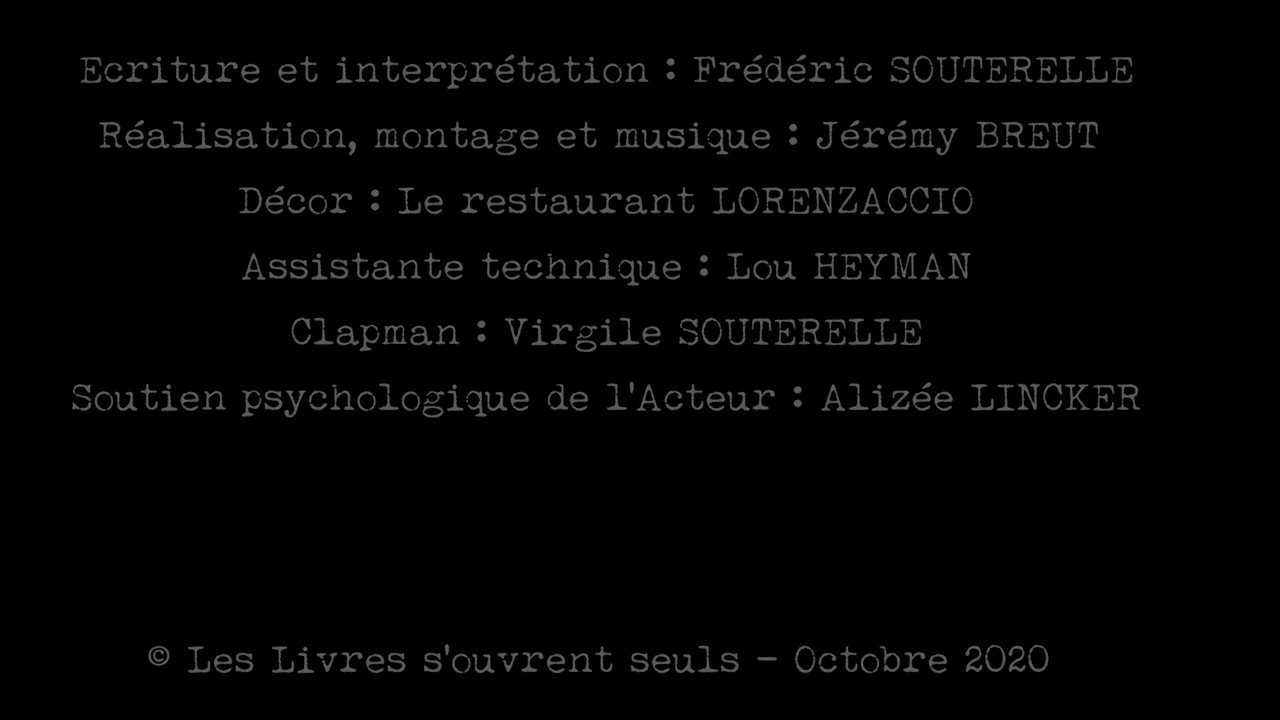 Ecriture et interprétation : Frédéric SOUTERELLE
Réalisation, montage et musique : Jérémy BREUT
Décor : Le restaurant LORENZACCIO
Assistante technique : Lou HEYMAN
Clapman : Virgile SOUTERELLE
Soutien psychologique de l'Acteur : Alizée LINCKER
© Les Livres s'ouvrent seuls - Octobre 2020